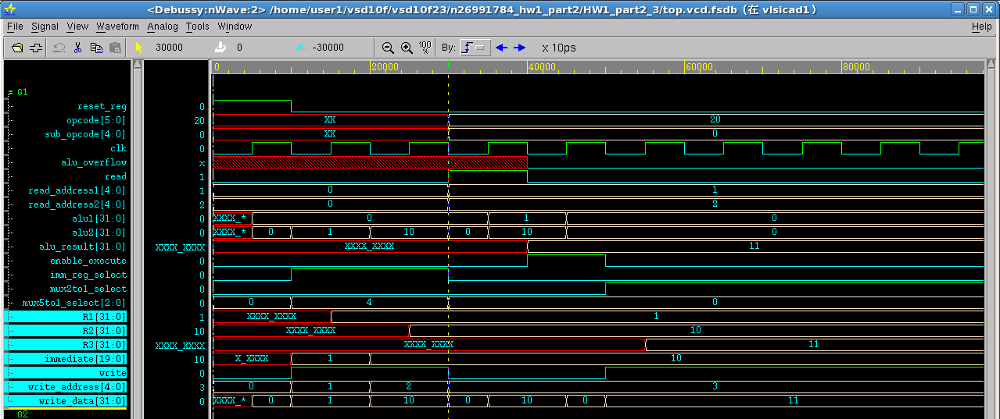 <Debussy:nWave:2> /home/user1/vsd10f/vsd10f23/n26991784_hw1_part2/HW1_part2_3/top.vcd.fsdb (在 vlsicad1)
File Signal View Waveform Analog Tools Window Help
30000 0 -30000 100% By: x 10ps
0 20000 40000 60000 80000
G1
reset_reg 0
opcode[5:0] 20 XX 20
sub_opcode[4:0] 0 XX 0
clk 0
alu_overflow x
read 1
read_address1[4:0] 1 0 1
read_address2[4:0] 2 0 2
alu1[31:0] 0 XXXX_* 0 1 0
alu2[31:0] 0 XXXX_* 0 1 10 0 10 0
alu_result[31:0] XXXX_XXXX XXXX_XXXX 11
enable_execute 0
imm_reg_select 0
mux2to1_select 0
mux5to1_select[2:0] 0 0 4 0
R1[31:0] 1 XXXX_XXXX 1
R2[31:0] 10 XXXX_XXXX 10
R3[31:0] XXXX_XXXX XXXX_XXXX 11
immediate[19:0] 10 X_XXXX 1 10
write 0
write_address[4:0] 3 0 1 2 3
write_data[31:0] 0 XXXX_* 0 1 10 0 10 0 11
G2